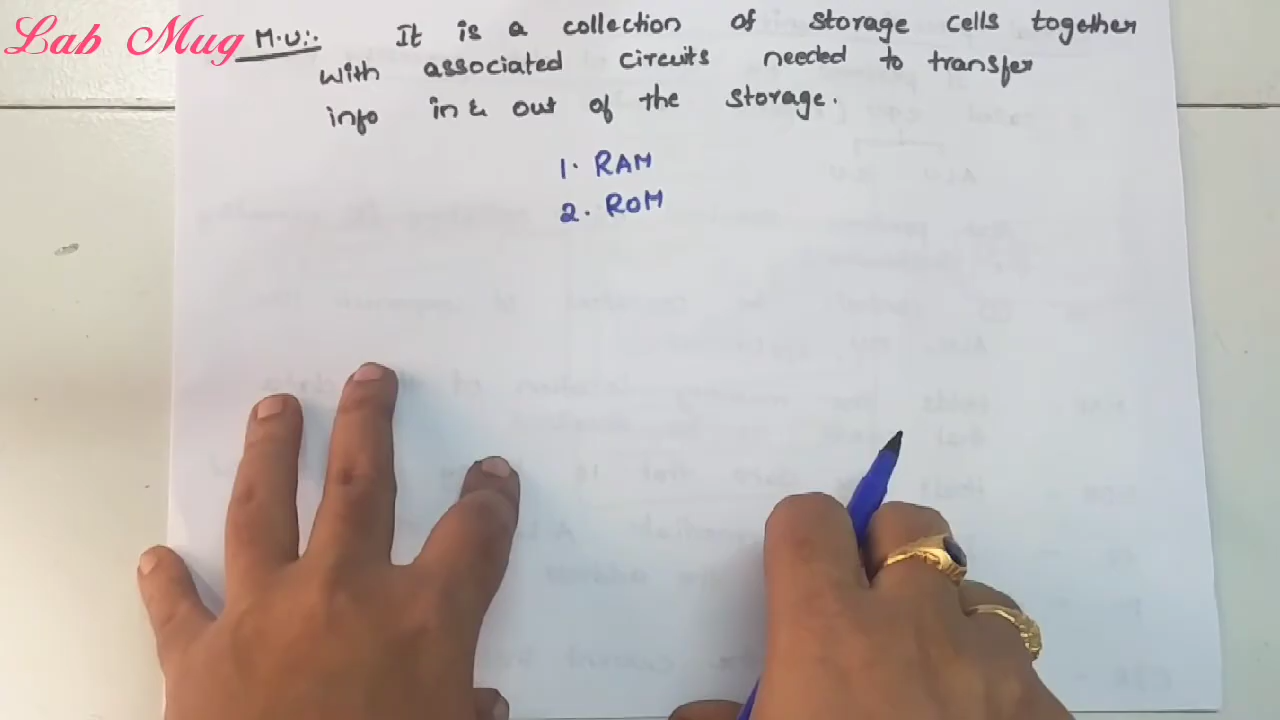 Lab Mug
M.U:- It is a collection of storage cells together
with associated circuits needed to transfer
info in & out of the storage.
1. RAM
2. ROM